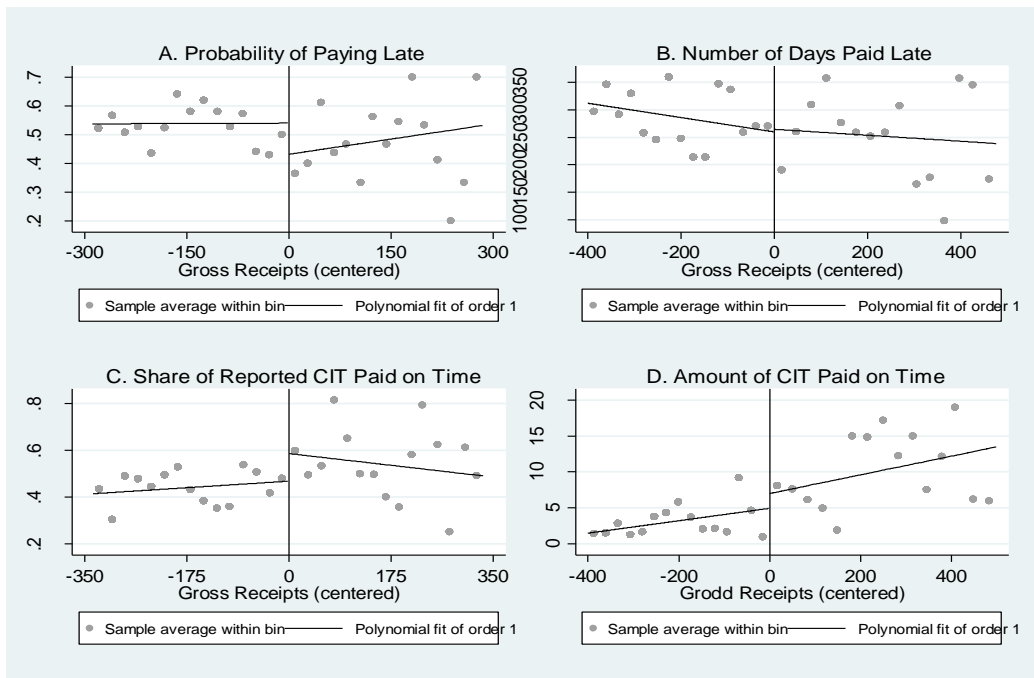 A. Probability of Paying Late
.7
.6
.5
.4
.3
.2
-300 -150 0 150 300
Gross Receipts (centered)
Sample average within bin Polynomial fit of order 1
B. Number of Days Paid Late
100150200250300350
-400 -200 0 200 400
Gross Receipts (centered)
Sample average within bin Polynomial fit of order 1
C. Share of Reported CIT Paid on Time
.8
.6
.4
.2
-350 -175 0 175 350
Gross Receipts (centered)
Sample average within bin Polynomial fit of order 1
D. Amount of CIT Paid on Time
20
15
10
5
0
-400 -200 0 200 400
Grodd Receipts (centered)
Sample average within bin Polynomial fit of order 1